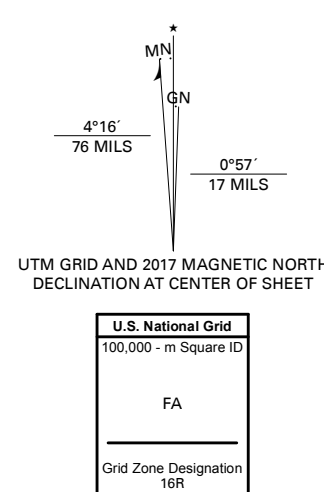 ★
MN
GN
4°16´
76 MILS
0°57´
17 MILS
UTM GRID AND 2017 MAGNETIC NORTH
DECLINATION AT CENTER OF SHEET
U.S. National Grid
100,000 - m Square ID
FA
Grid Zone Designation
16R